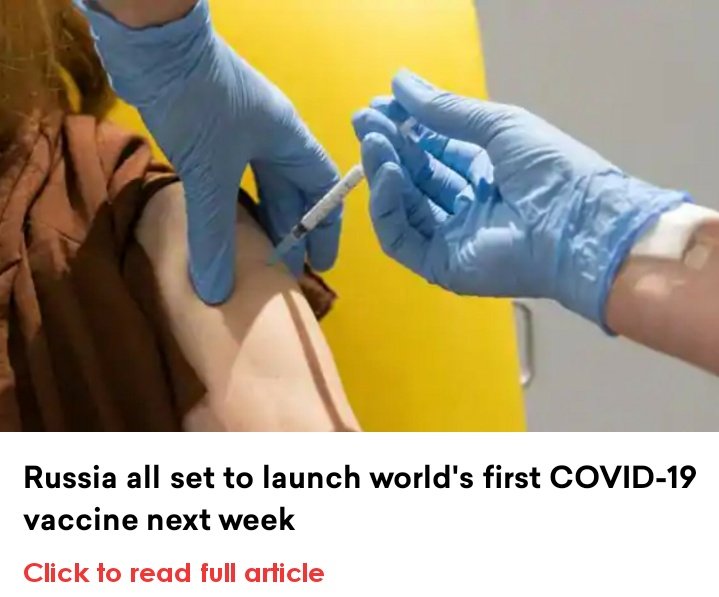 Russia all set to launch world's first COVID-19
vaccine next week
Click to read full article